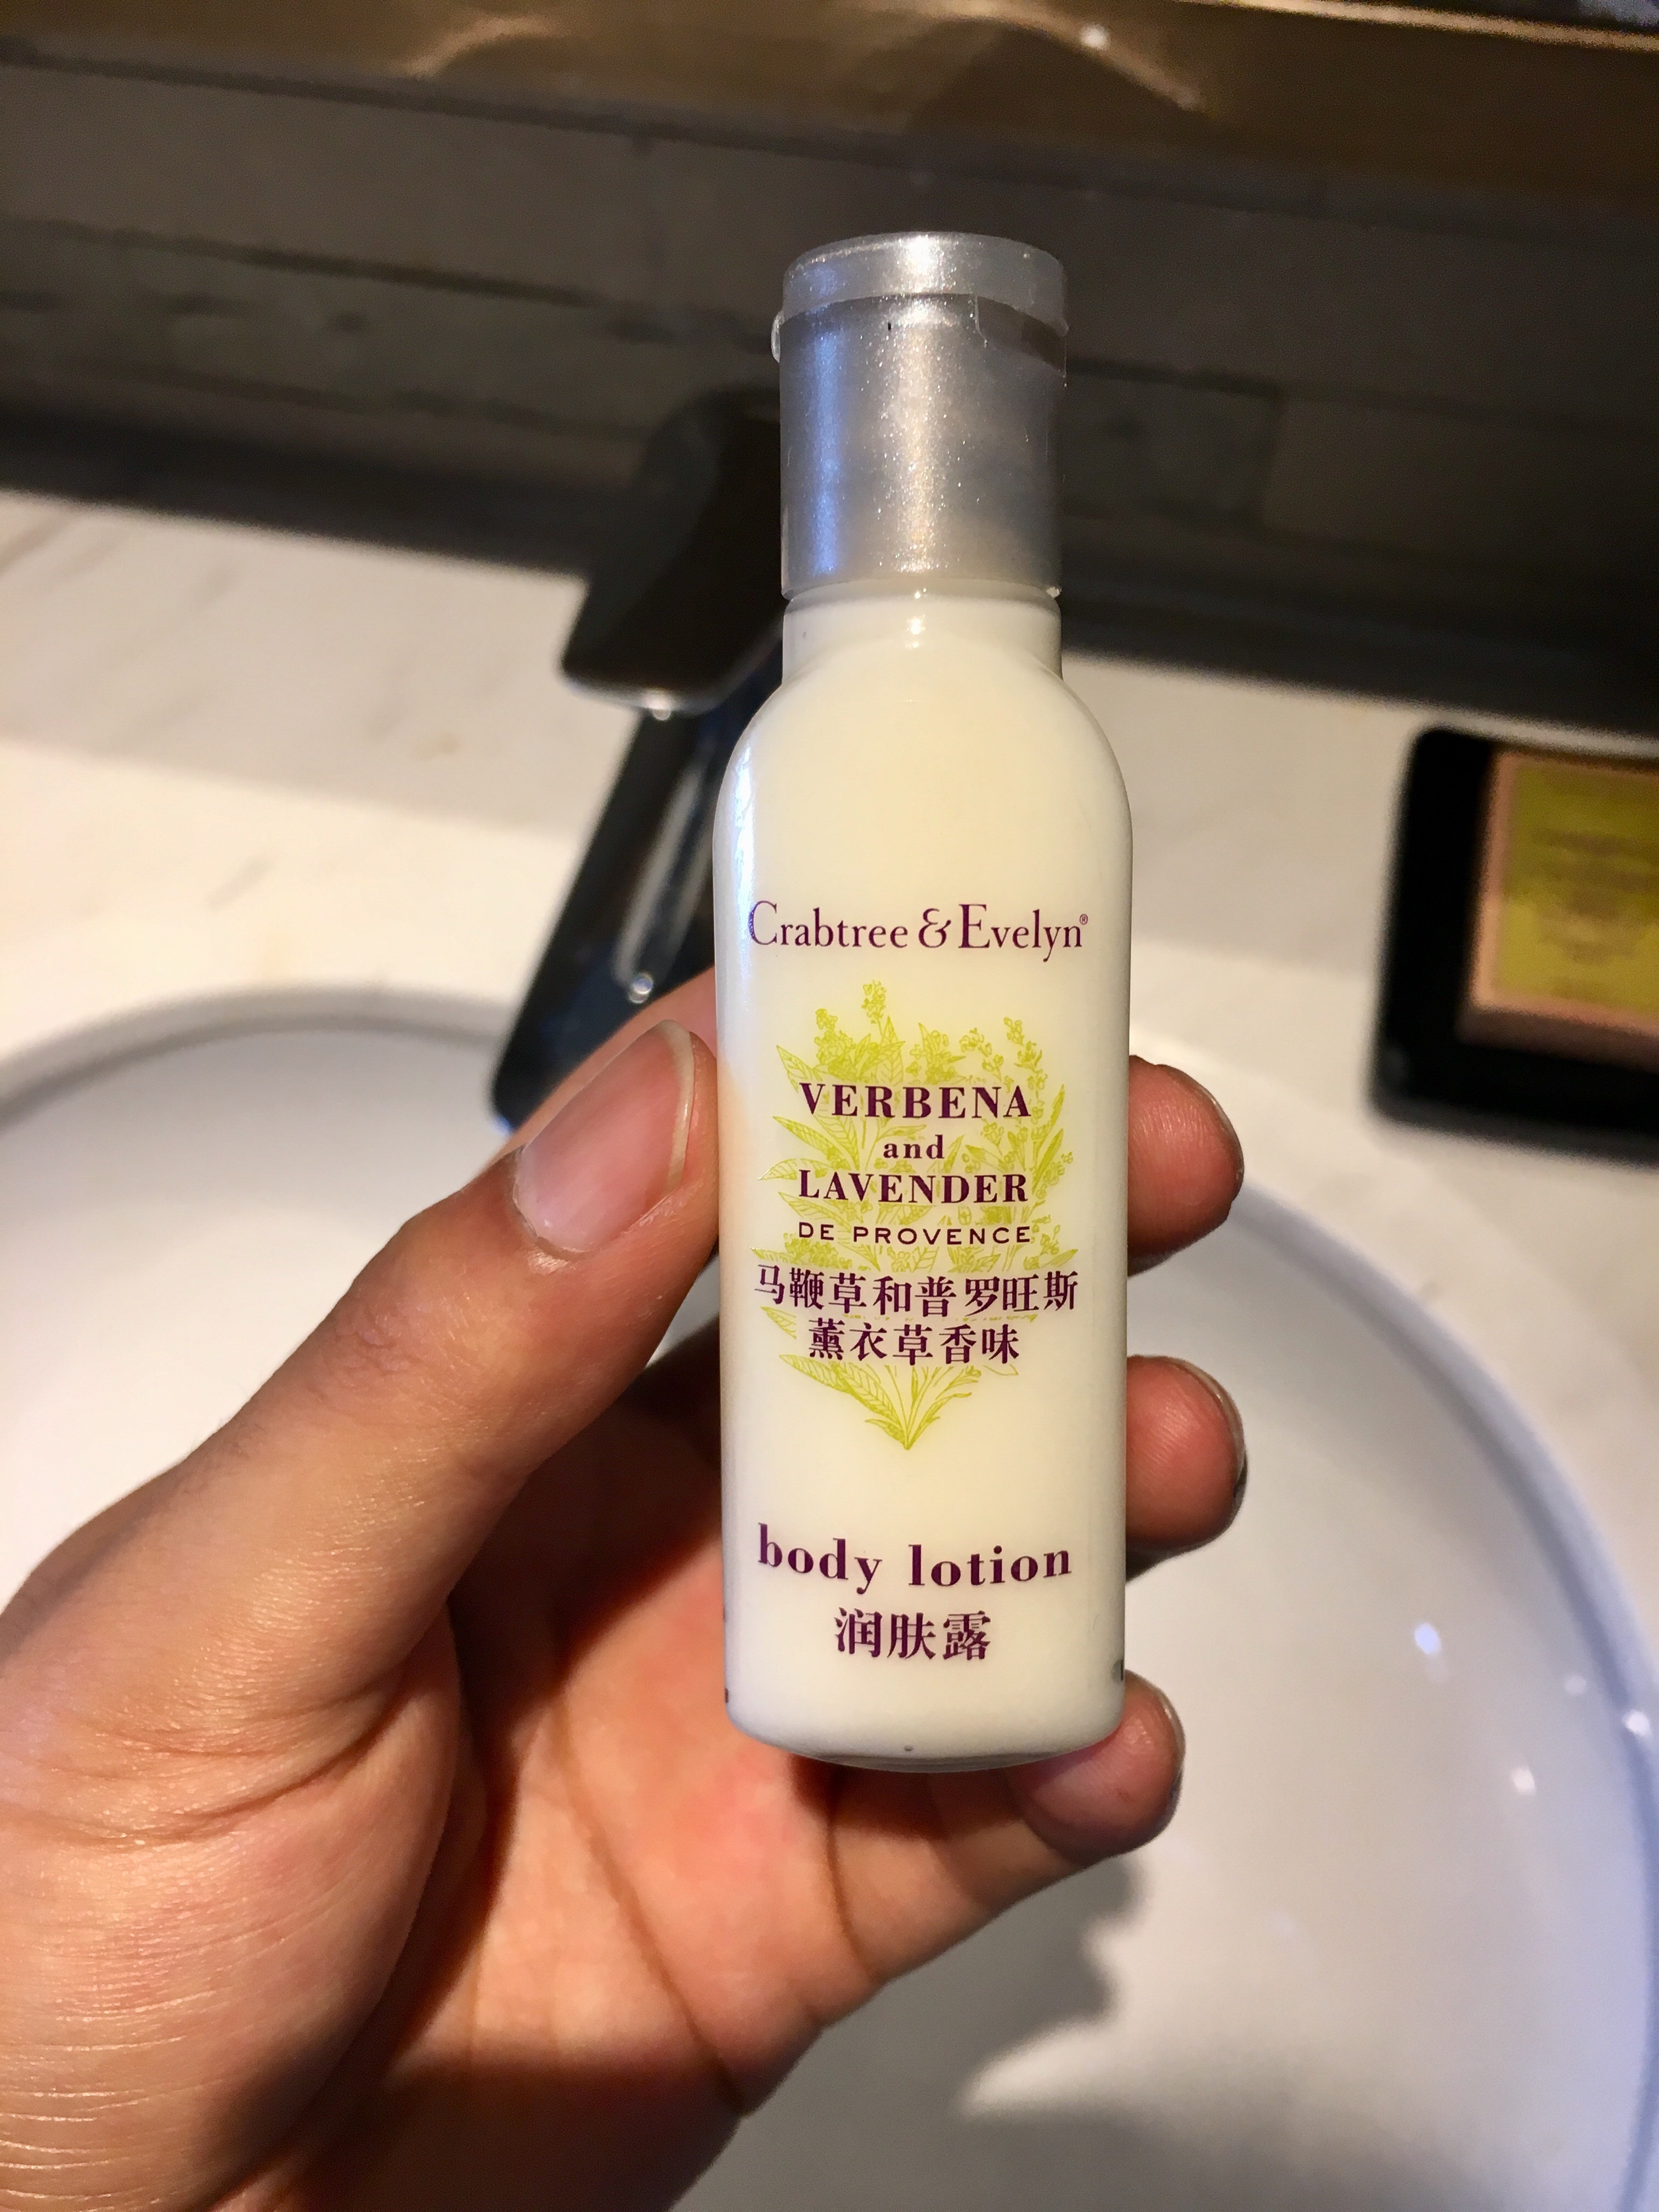 Crabtree & Evelyn®
VERBENA
and
LAVENDER
DE PROVENCE
马鞭草和普罗旺斯
薰衣草香味
body lotion
润肤露